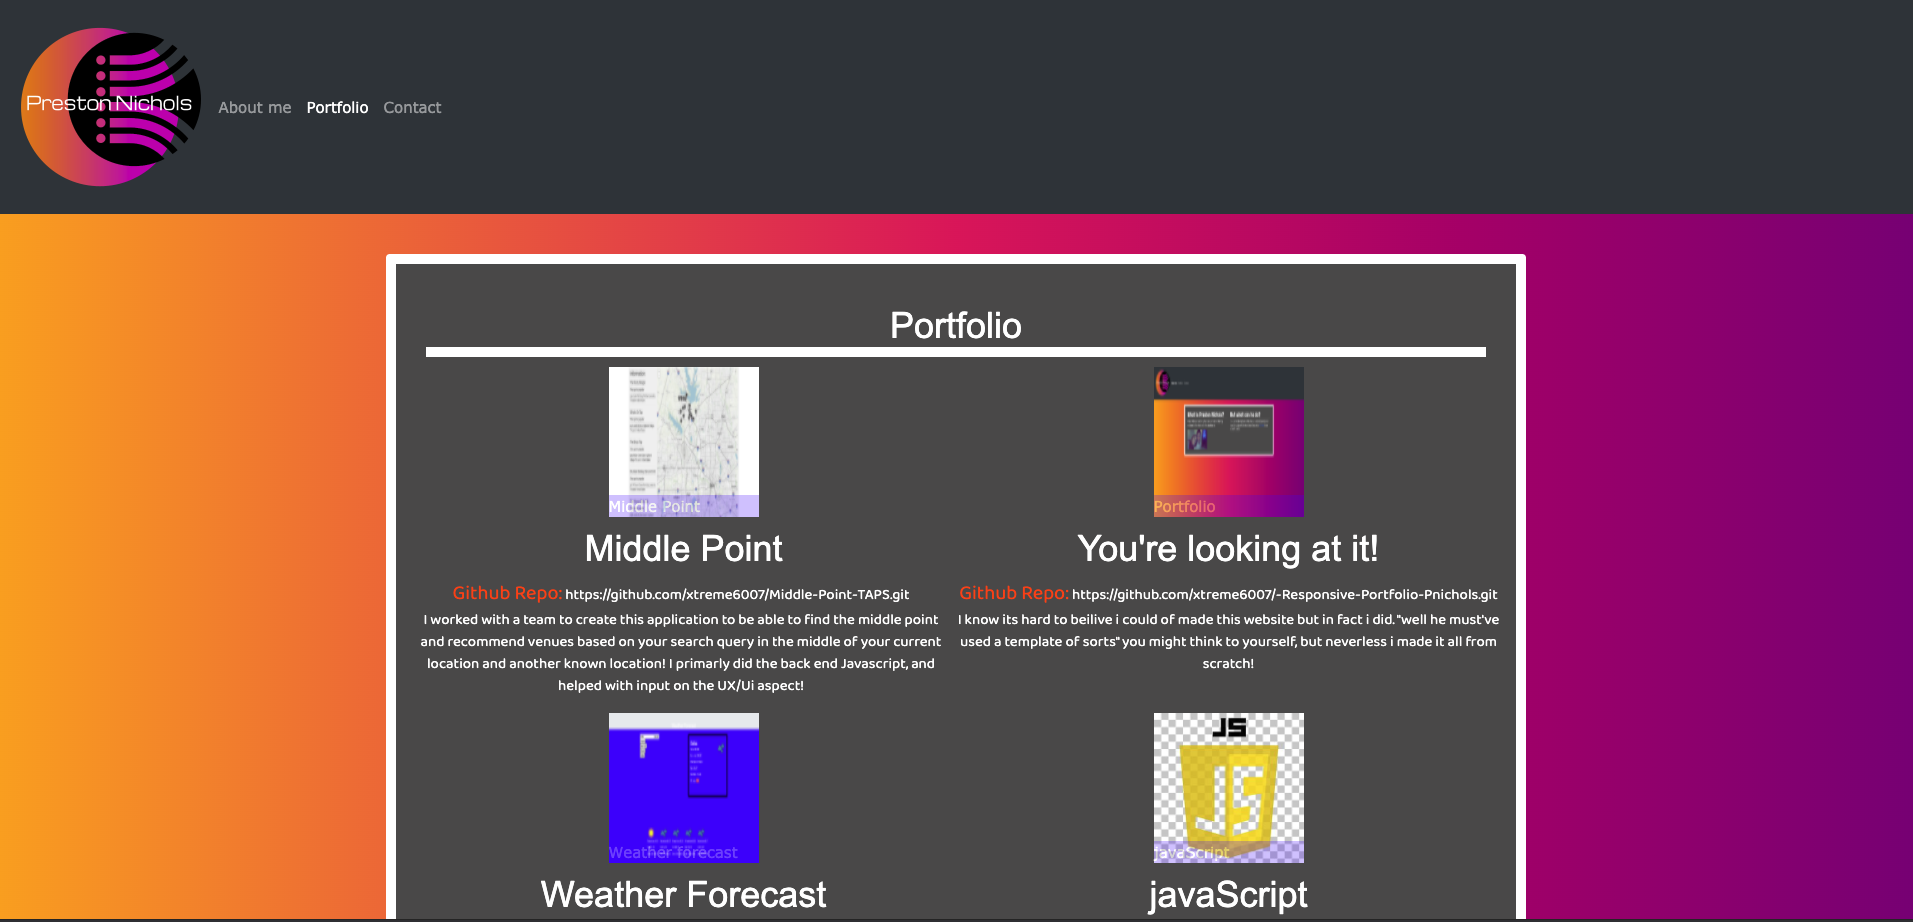 Preston Nichols
About me Portfolio Contact
Portfolio
Middle Point
Portfolio
Middle Point
You're looking at it!
Github Repo: https://github.com/xtreme6007/Middle-Point-TAPS.git
I worked with a team to create this application to be able to find the middle point
and recommend venues based on your search query in the middle of your current
location and another known location! I primarly did the back end Javascript, and
helped with input on the UX/Ui aspect!
Github Repo: https://github.com/xtreme6007/-Responsive-Portfolio-Pnichols.git
I know its hard to beilive i could of made this website but in fact i did."well he must've
used a template of sorts" you might think to yourself, but neverless i made it all from
scratch!
Weather forecast
JS
JS
javaScript
Weather Forecast
javaScript